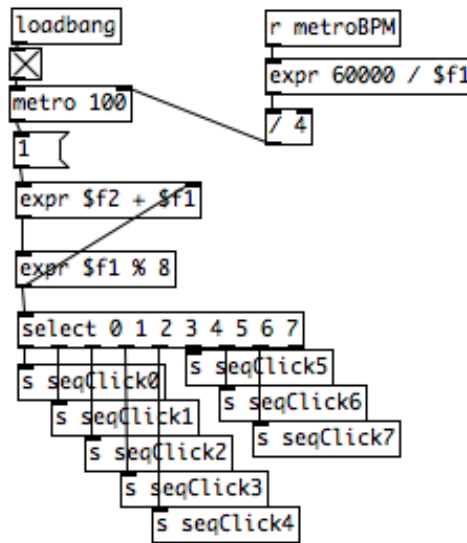 loadbang
r metroBPM
expr 60000 / $f1
metro 100
/ 4
1
expr $f2 + $f1
expr $f1 % 8
select 0 1 2 3 4 5 6 7
s seqClick0
s seqClick5
s seqClick1
s seqClick6
s seqClick2
s seqClick7
s seqClick3
s seqClick4